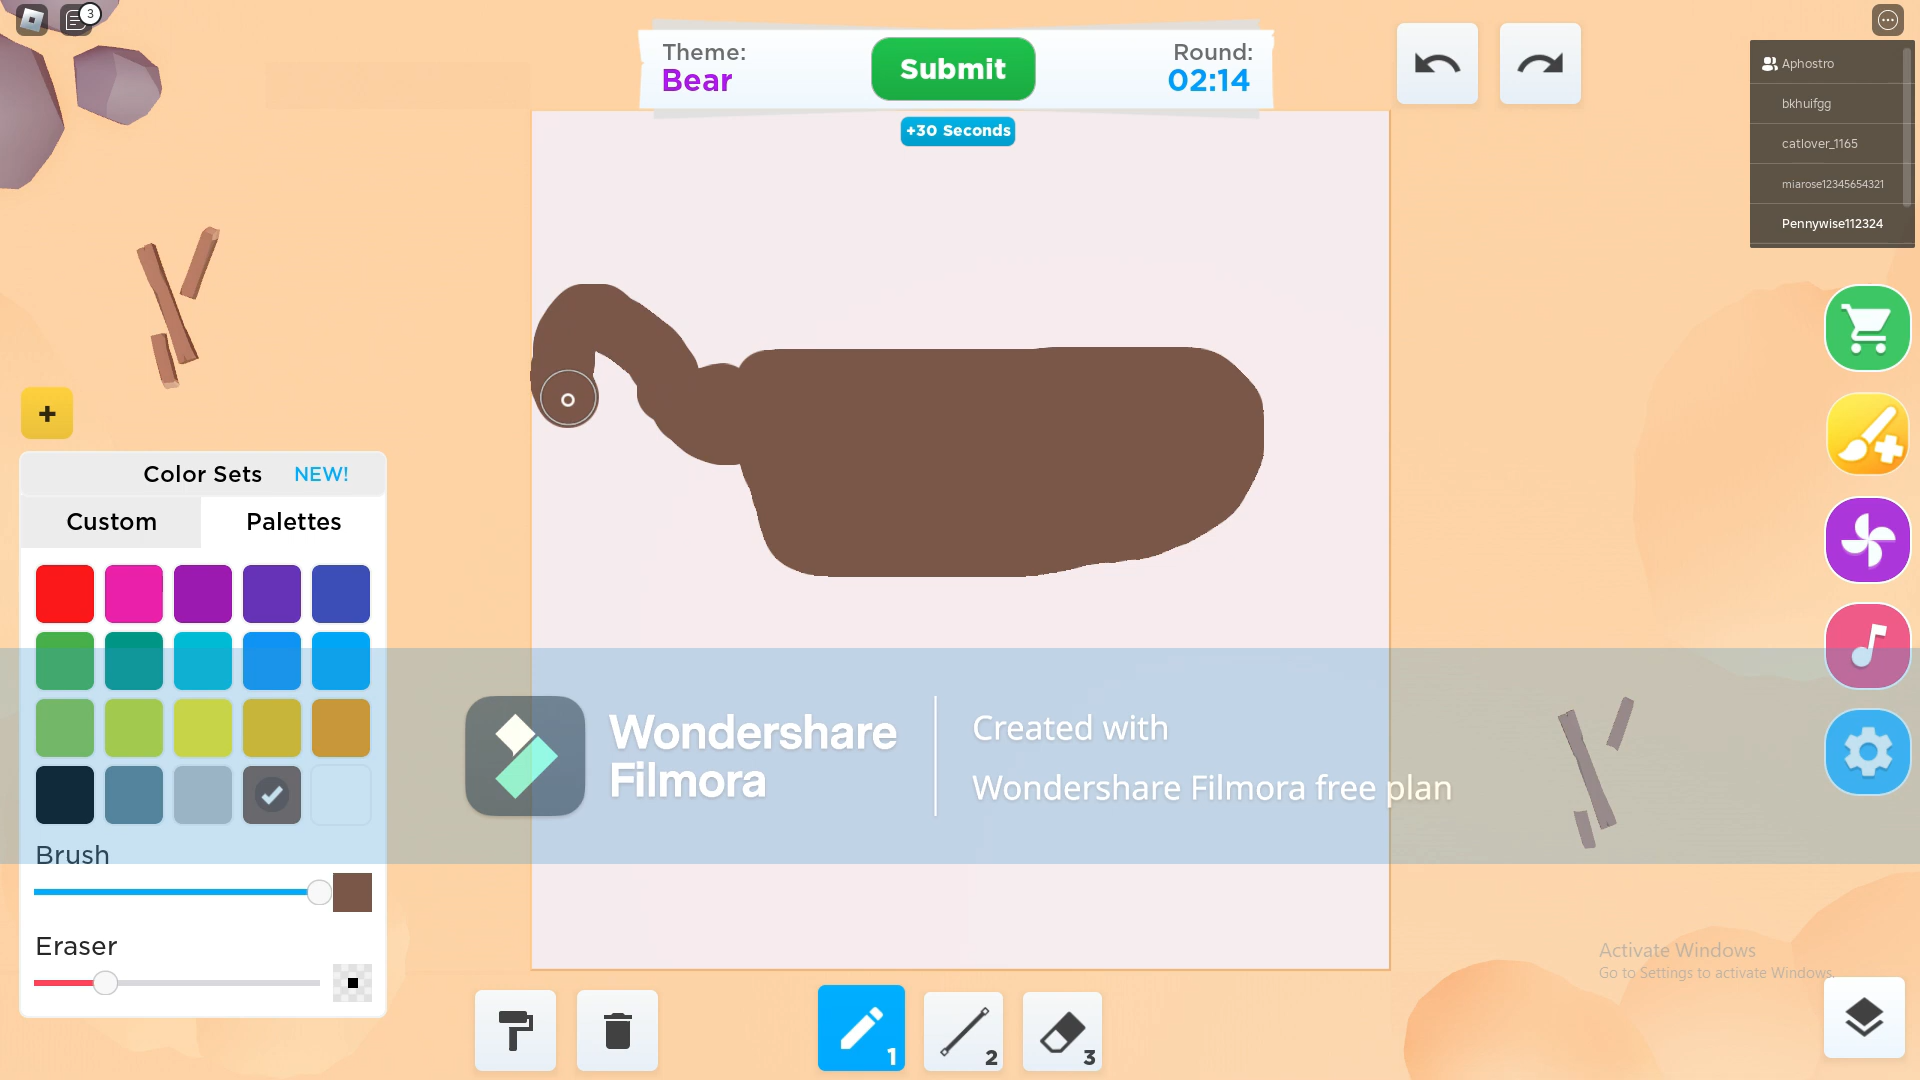 3
Theme:
Bear
Submit
Round:
02:14
+30 Seconds
Aphostro
bkhuifgg
catlover_1165
miarose12345654321
Pennywise112324
+
Color Sets NEW!
Custom Palettes
Wondershare
Filmora
Created with
Wondershare Filmora free plan
Brush
Eraser
Activate Windows
Go to Settings to activate Windows.
1
2
3